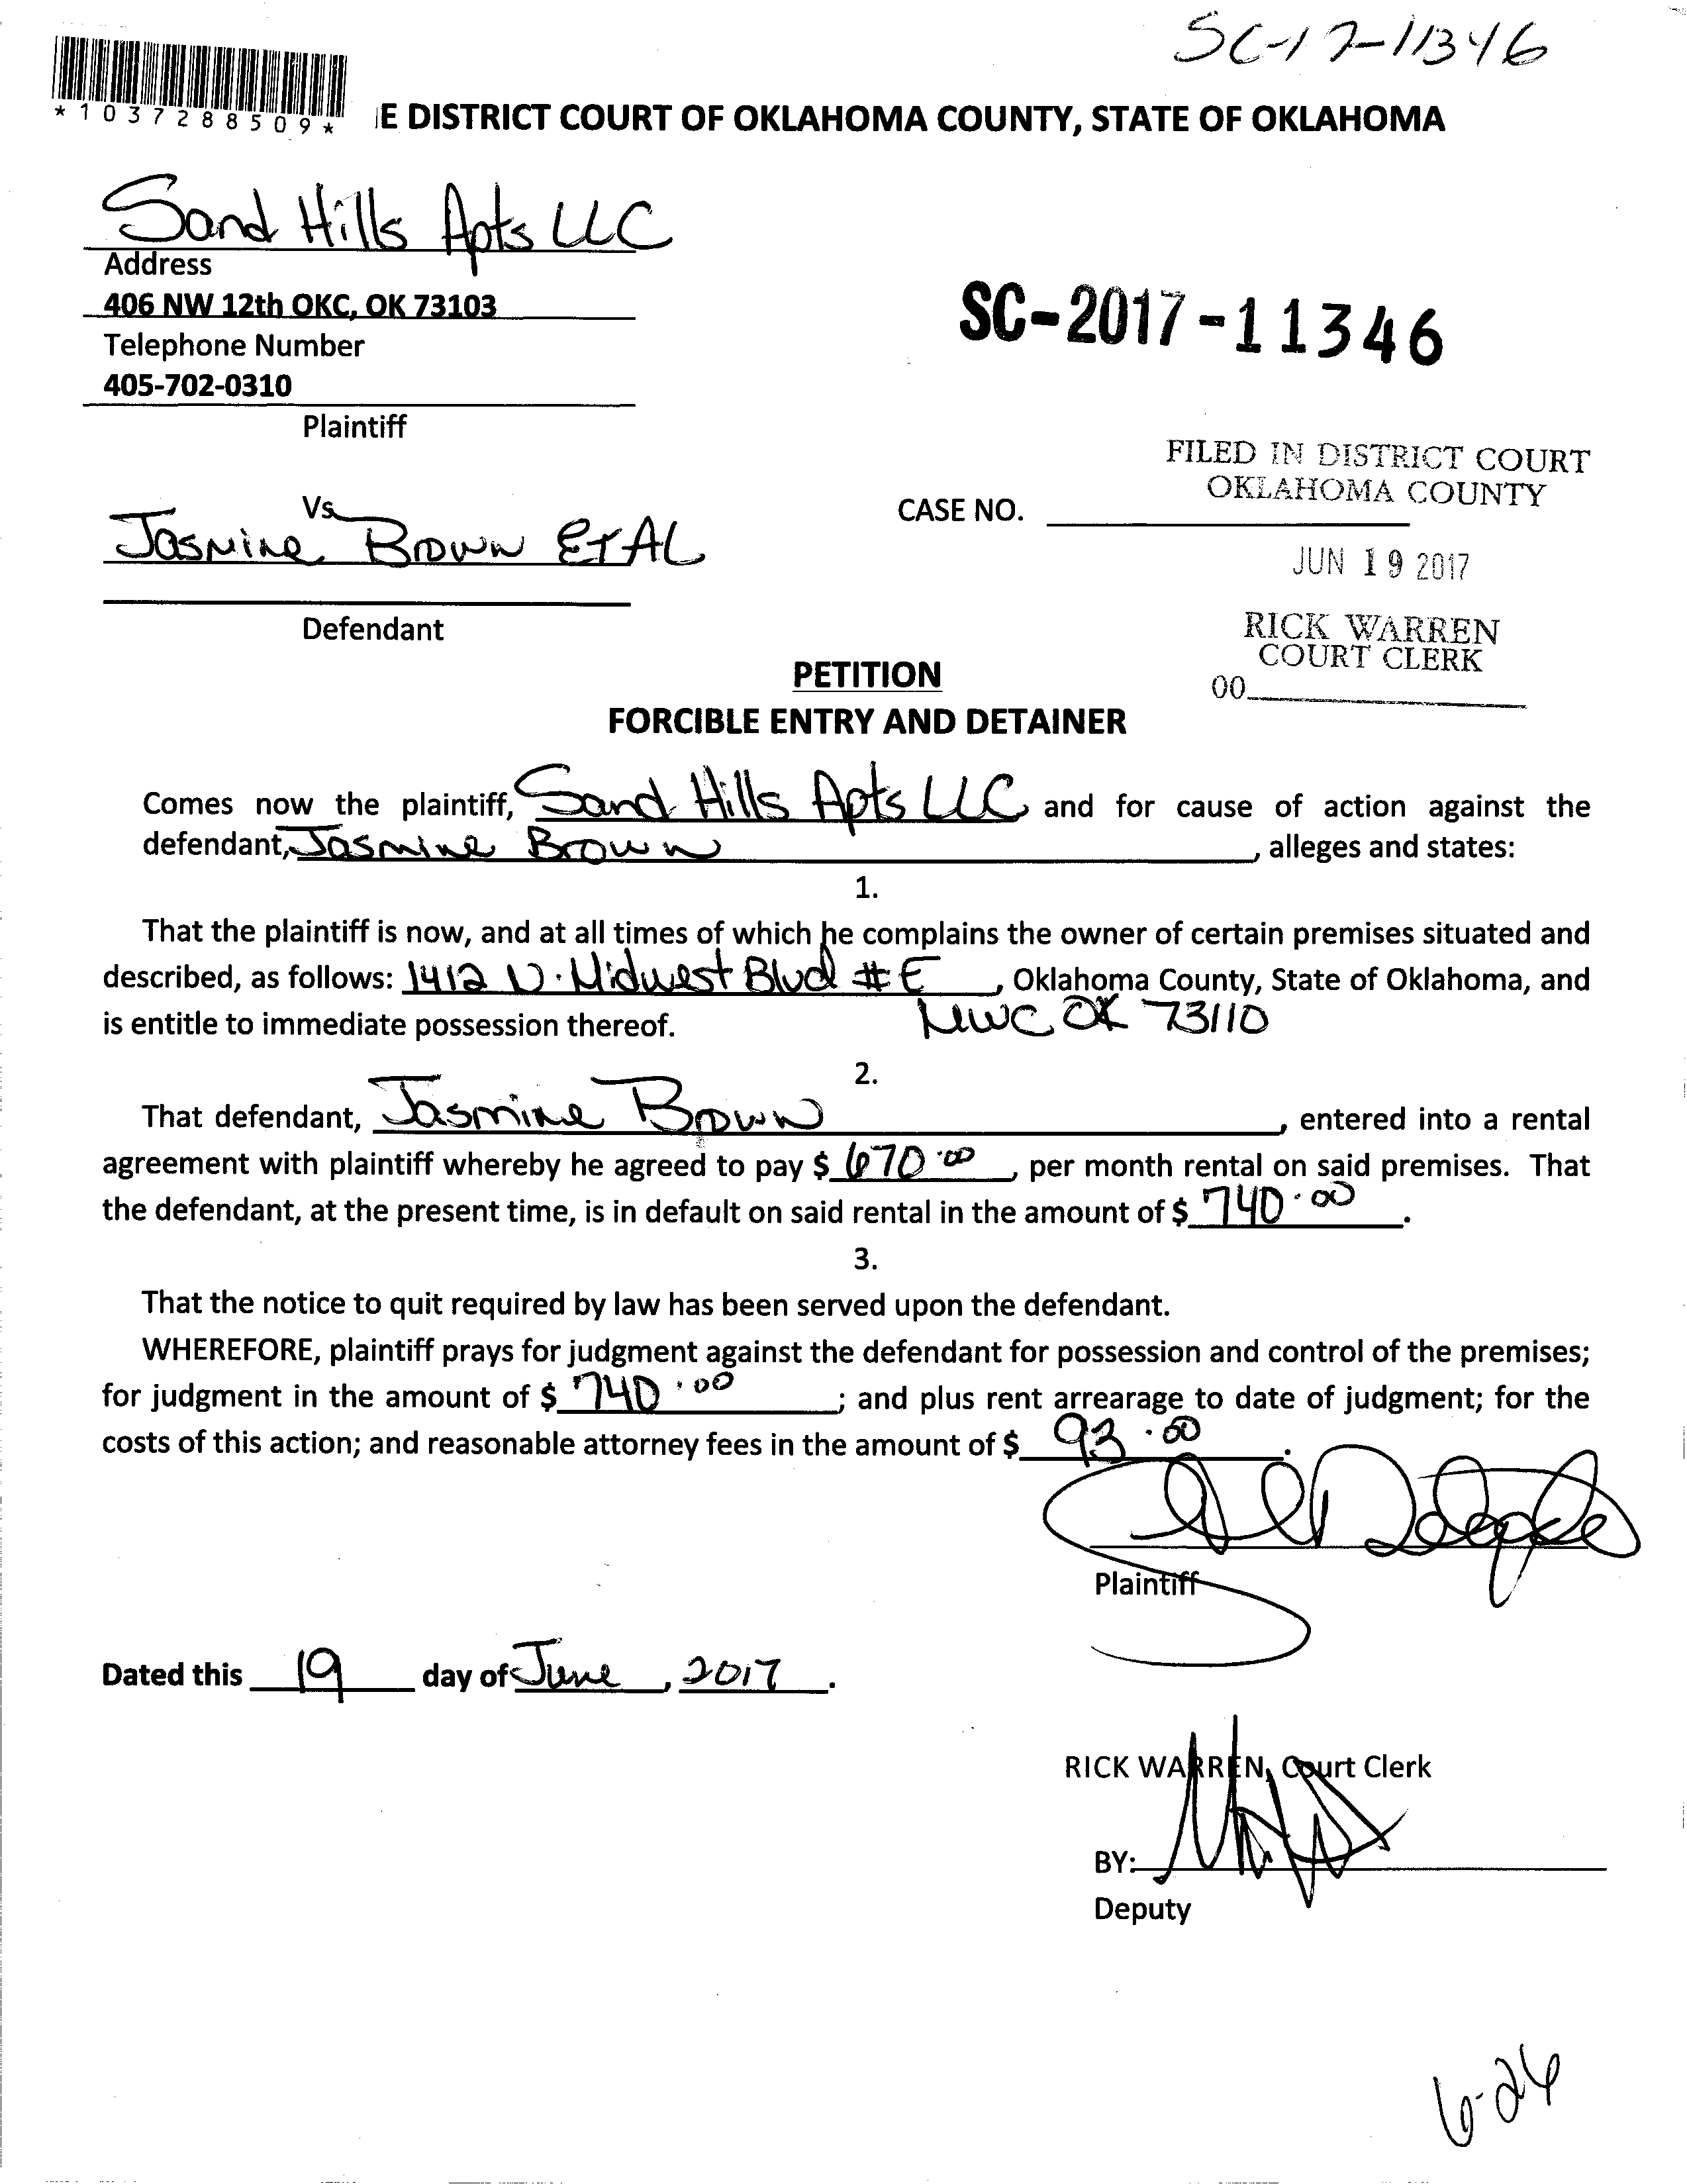 SC-17-11346
*1037288509*
E DISTRICT COURT OF OKLAHOMA COUNTY, STATE OF OKLAHOMA
Sand Hills Apts LLC
Address
406 NW 12th OKC, OK 73103
Telephone Number
405-702-0310
Plaintiff
SC-2017-11346
FILED IN DISTRICT COURT
OKLAHOMA COUNTY
Vs
Jasmine Brown ET AL
CASE NO.
JUN 19 2017
Defendant
RICK WARREN
COURT CLERK
00
PETITION
FORCIBLE ENTRY AND DETAINER
Comes now the plaintiff, Sand Hills Apts LLC and for cause of action against the
defendant, Jasmine Brown, alleges and states:
1.
That the plaintiff is now, and at all times of which he complains the owner of certain premises situated and
described, as follows: 1412 N. Midwest Blvd # E, Oklahoma County, State of Oklahoma, and
is entitle to immediate possession thereof. MWC OK 73110
2.
That defendant, Jasmine Brown, entered into a rental
agreement with plaintiff whereby he agreed to pay $ 670.00, per month rental on said premises. That
the defendant, at the present time, is in default on said rental in the amount of $ 740.00.
3.
That the notice to quit required by law has been served upon the defendant.
WHEREFORE, plaintiff prays for judgment against the defendant for possession and control of the premises;
for judgment in the amount of $ 740.00; and plus rent arrearage to date of judgment; for the
costs of this action; and reasonable attorney fees in the amount of $ 93.00.
Plaintiff
Dated this 19 day of June, 2017.
RICK WARREN, Court Clerk
BY:
Deputy
6-26